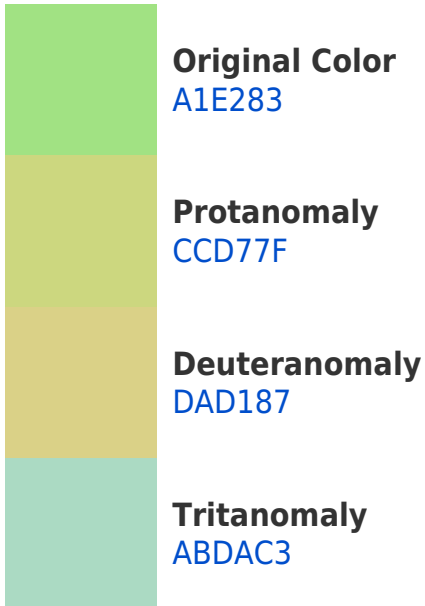 Original Color
A1E283
Protanomaly
CCD77F
Deuteranomaly
DAD187
Tritanomaly
ABDAC3